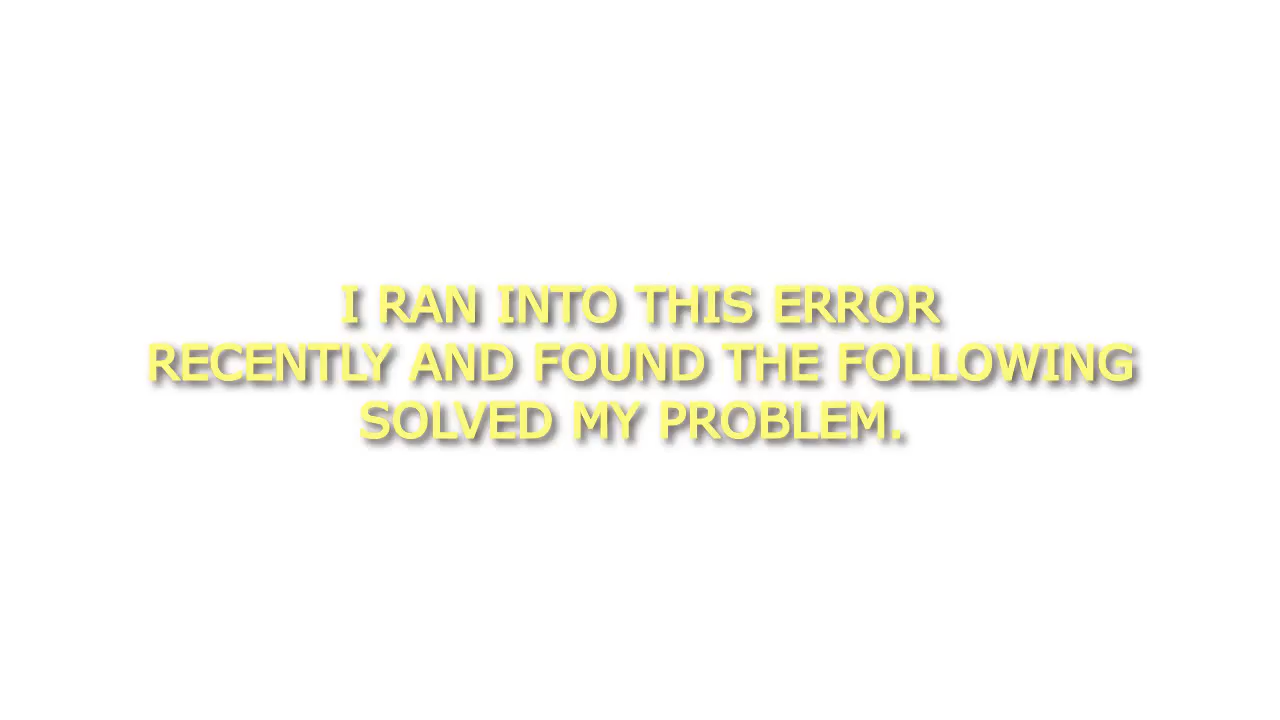 I RAN INTO THIS ERROR
RECENTLY AND FOUND THE FOLLOWING
SOLVED MY PROBLEM.